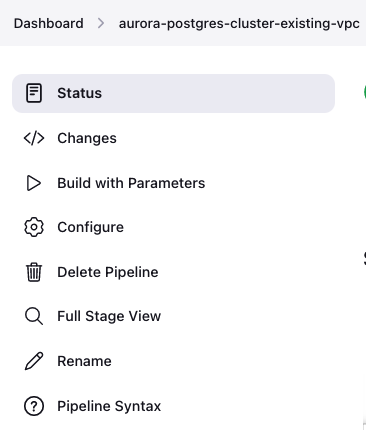 Dashboard > aurora-postgres-cluster-existing-vpc
Status
Changes
Build with Parameters
Configure
Delete Pipeline
Full Stage View
Rename
Pipeline Syntax